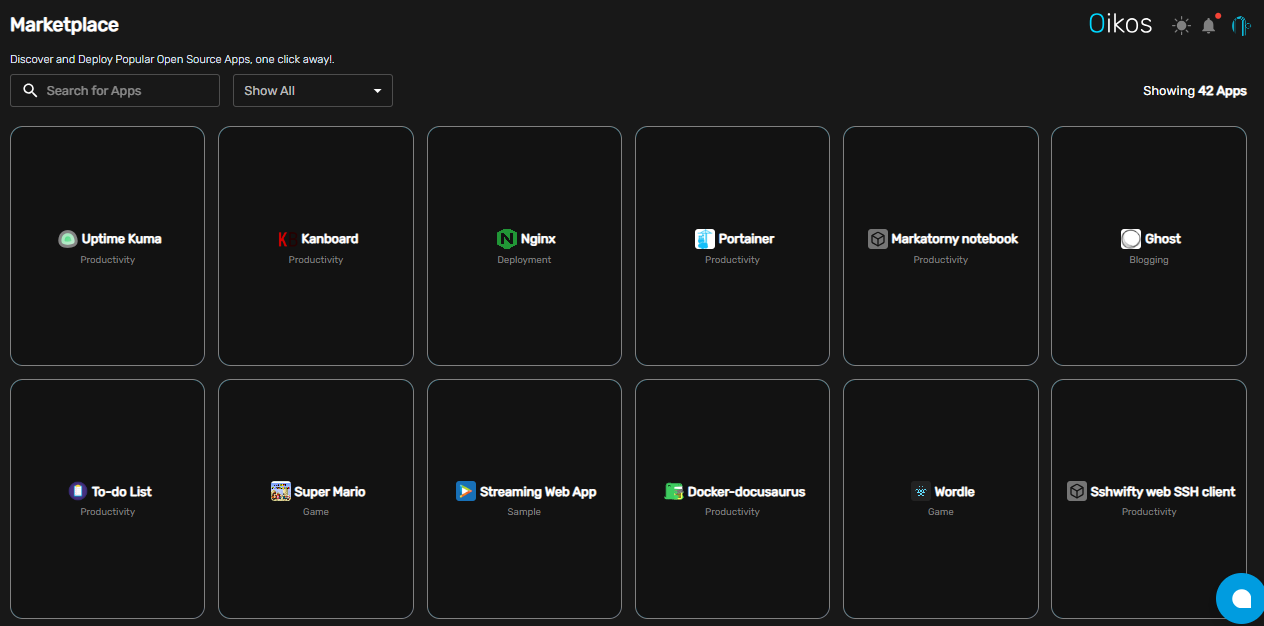 Marketplace
Oikos
Discover and Deploy Popular Open Source Apps, one click away!.
Search for Apps
Show All
Showing 42 Apps
Uptime Kuma
Productivity
K Kanboard
Productivity
N Nginx
Deployment
Portainer
Productivity
Markatorny notebook
Productivity
Ghost
Blogging
To-do List
Productivity
Super Mario
Game
Streaming Web App
Sample
Docker-docusaurus
Productivity
Wordle
Game
Sshwifty web SSH client
Productivity